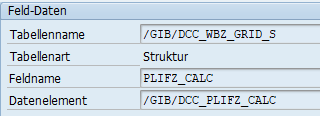 Feld-Daten
Tabellenname /GIB/DCC_WBZ_GRID_S
Tabellenart Struktur
Feldname PLIFZ_CALC
Datenelement /GIB/DCC_PLIFZ_CALC